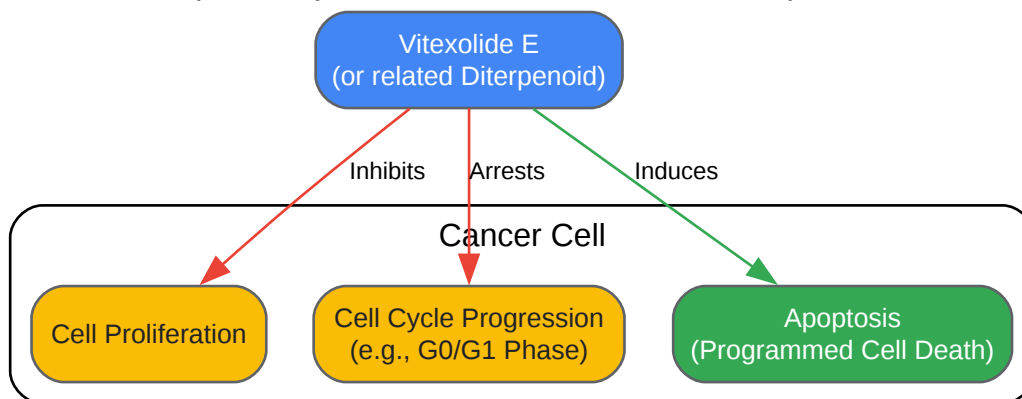 Vitexolide E
(or related Diterpenoid)
Inhibits
Arrests
Induces
Cancer Cell
Cell Proliferation
Cell Cycle Progression
(e.g., G0/G1 Phase)
Apoptosis
(Programmed Cell Death)